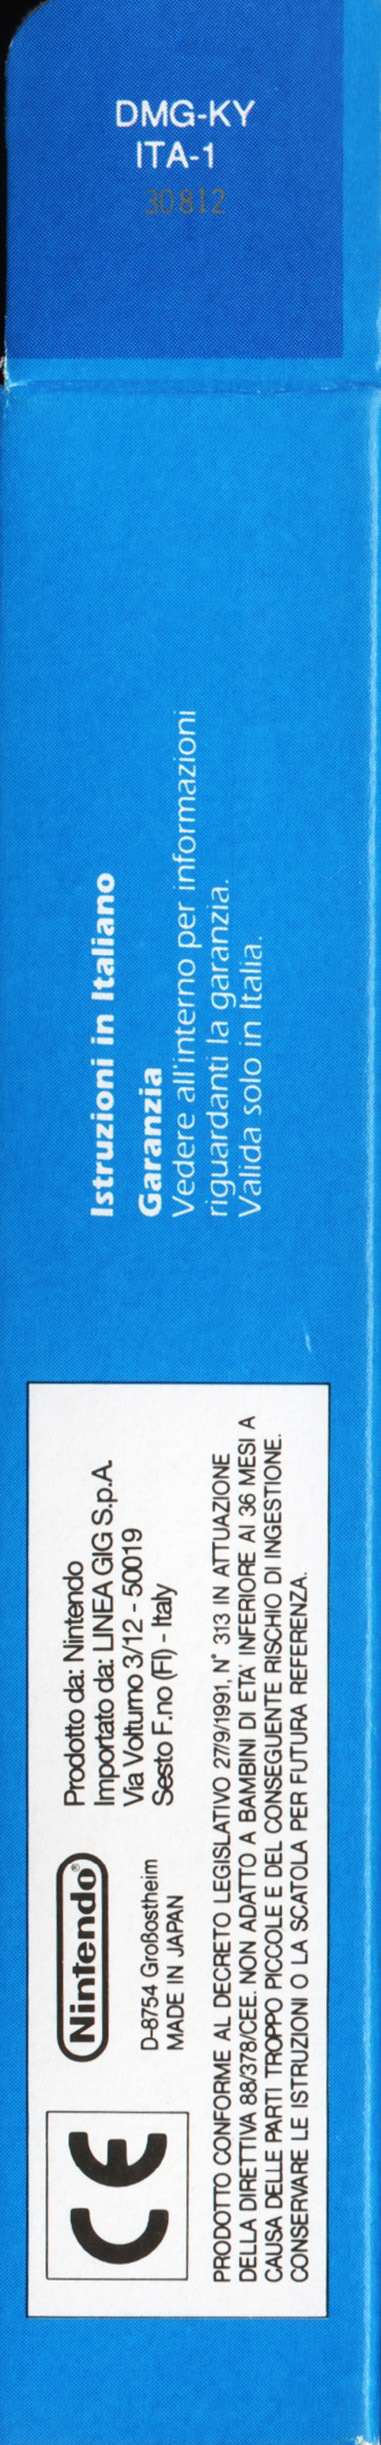 DMG-KY
ITA-1
30812
Istruzioni in Italiano
Garanzia
Vedere all'interno per informazioni
riguardanti la garanzia.
Valida solo in Italia.
CE
Nintendo®
D-8754 Großostheim
MADE IN JAPAN
Prodotto da: Nintendo
Importato da: LINEA GIG S.p.A.
Via Volturno 3/12 - 50019
Sesto F.no (FI) - Italy
PRODOTTO CONFORME AL DECRETO LEGISLATIVO 27/9/1991, N° 313 IN ATTUAZIONE
DELLA DIRETTIVA 88/378/CEE. NON ADATTO A BAMBINI DI ETA' INFERIORE AI 36 MESI A
CAUSA DELLE PARTI TROPPO PICCOLE E DEL CONSEGUENTE RISCHIO DI INGESTIONE.
CONSERVARE LE ISTRUZIONI O LA SCATOLA PER FUTURA REFERENZA.